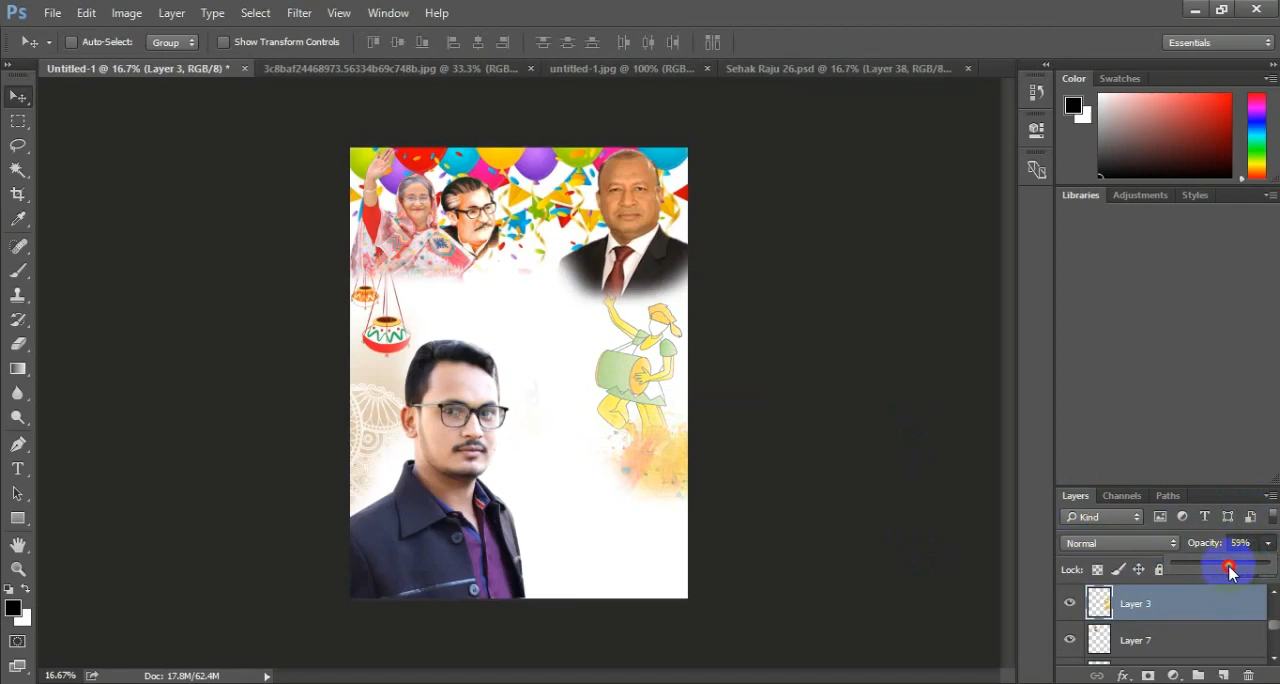 Ps File Edit Image Layer Type Select Filter View Window Help
Auto-Select: Group Show Transform Controls Essentials
Untitled-1 @ 16.7% (Layer 3, RGB/8) * × 3c8baf24468973.56334b69c748b.jpg @ 33.3% (RGB... × untitled-1.jpg @ 100% (RGB... × Sehak Raju 26.psd @ 16.7% (Layer 38, RGB/8... ×
Color Swatches
Libraries Adjustments Styles
Layers Channels Paths
Kind
Normal Opacity: 59%
Lock:
Layer 3
Layer 7
16.67% Doc: 17.8M/62.4M